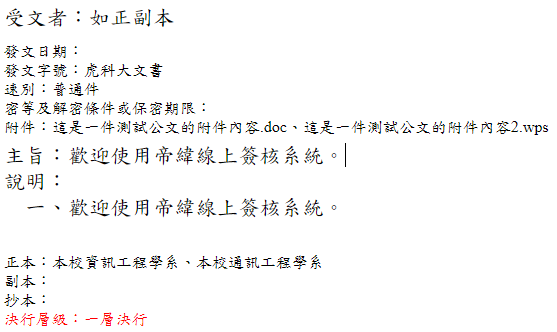 受文者：如正副本
發文日期：
發文字號：虎科大文書
速別：普通件
密等及解密條件或保密期限：
附件：這是一件測試公文的附件內容.doc、這是一件測試公文的附件內容2.wps
主旨：歡迎使用帝緯線上簽核系統。
說明：
一、歡迎使用帝緯線上簽核系統。
正本：本校資訊工程學系、本校通訊工程學系
副本：
抄本：
決行層級：一層決行